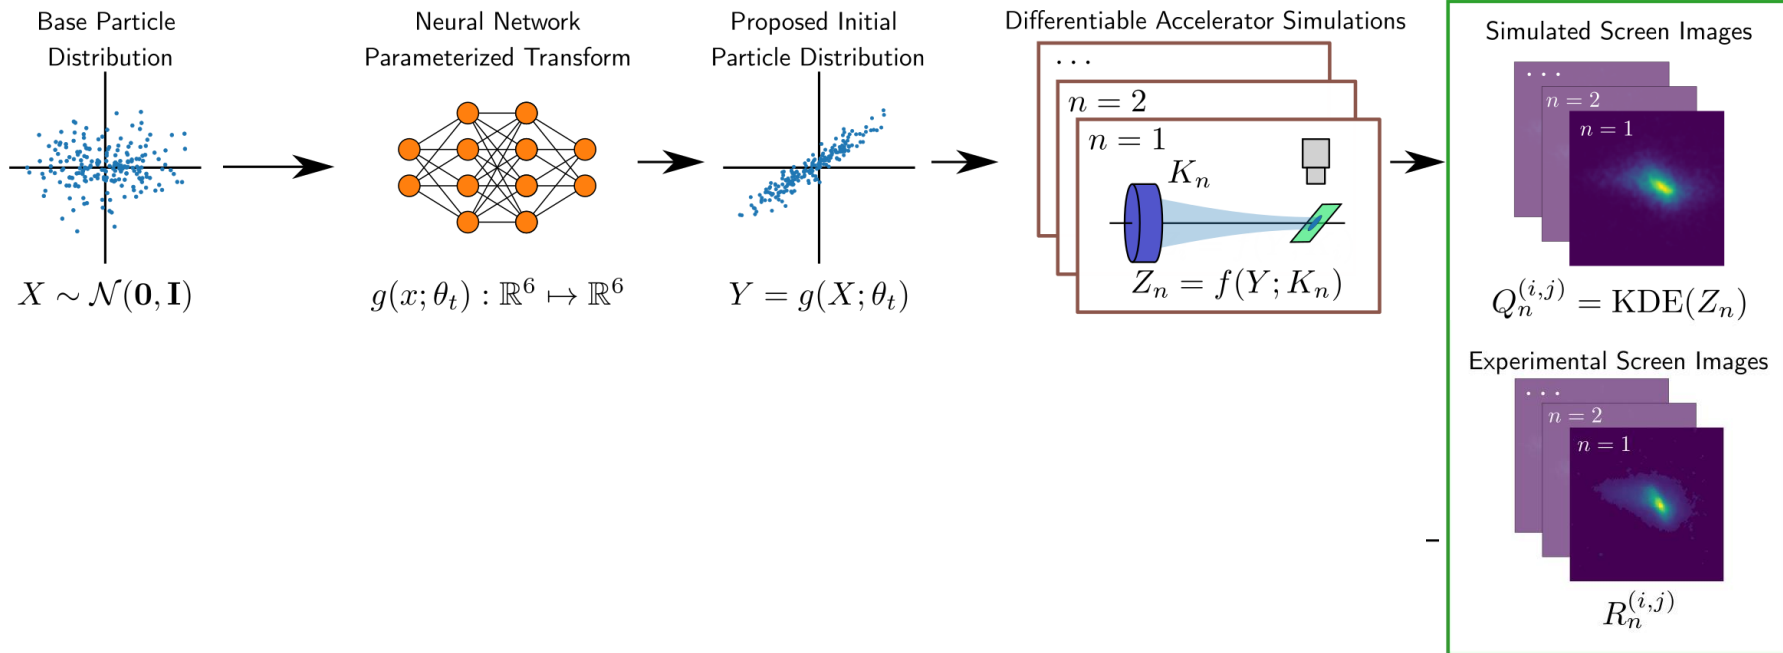 Base Particle
Distribution
X ∼ 𝒩(𝟎, 𝐈)
Neural Network
Parameterized Transform
g(x; θ_t) : ℝ^6 ↦ ℝ^6
Proposed Initial
Particle Distribution
Y = g(X; θ_t)
Differentiable Accelerator Simulations
...
n = 2
n = 1
K_n
Z_n = f(Y; K_n)
Simulated Screen Images
...
n = 2
n = 1
Q_n^{(i,j)} = KDE(Z_n)
Experimental Screen Images
...
n = 2
n = 1
R_n^{(i,j)}